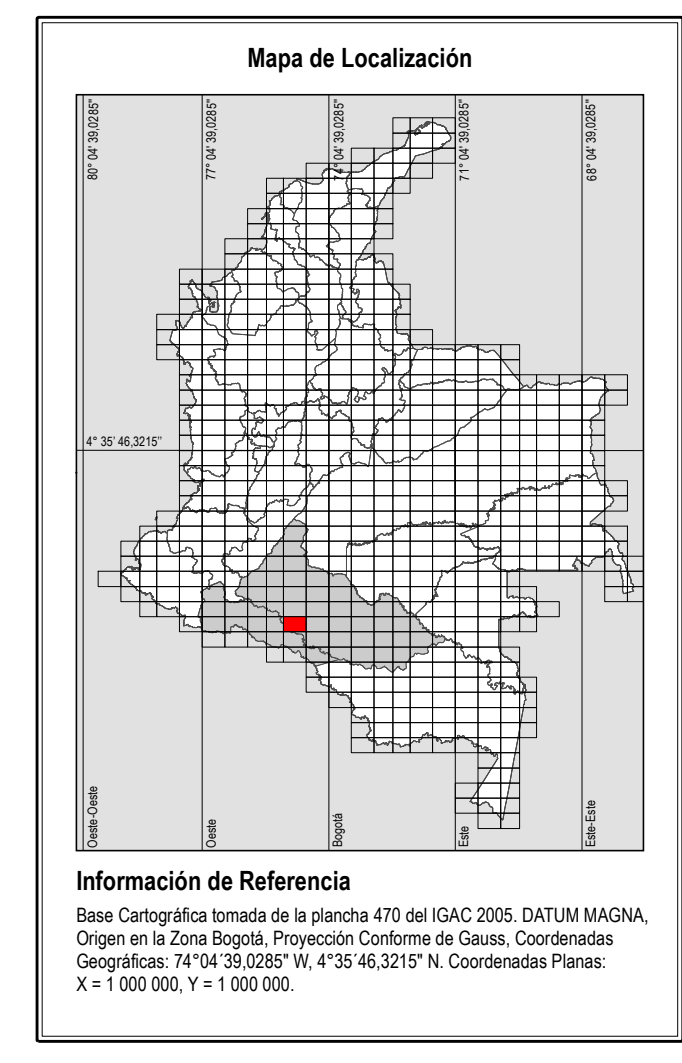 Mapa de Localización
80° 04' 39,0285"
77° 04' 39,0285"
74° 04' 39,0285"
71° 04' 39,0285"
68° 04' 39,0285"
4° 35' 46,3215"
Oeste-Oeste
Oeste
Bogotá
Este
Este-Este
Información de Referencia
Base Cartográfica tomada de la plancha 470 del IGAC 2005. DATUM MAGNA,
Origen en la Zona Bogotá, Proyección Conforme de Gauss, Coordenadas
Geográficas: 74°04´39,0285" W, 4°35´46,3215" N. Coordenadas Planas:
X = 1 000 000, Y = 1 000 000.